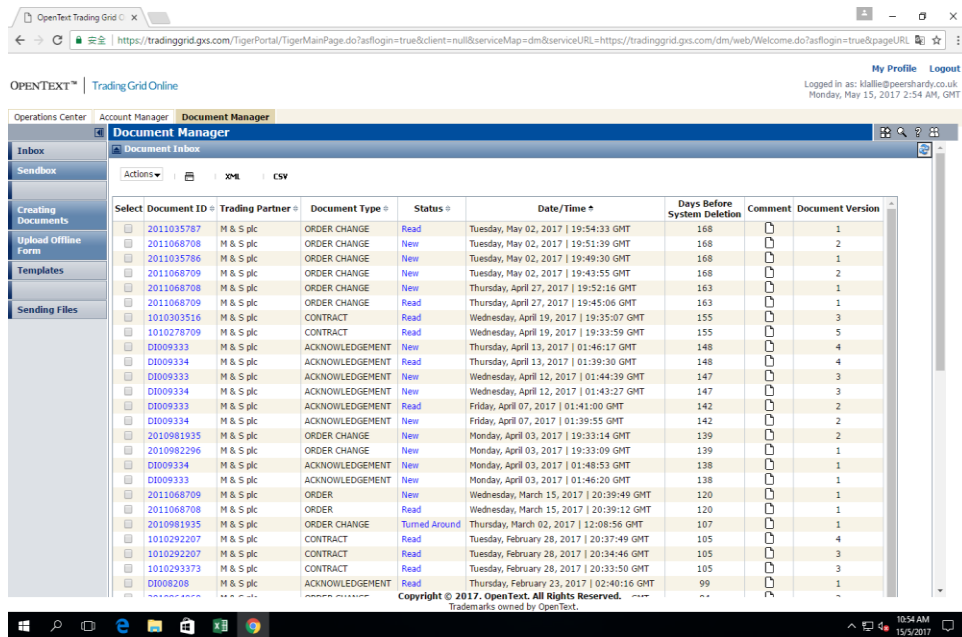 OpenText Trading Grid
安全 | https://tradinggrid.gxs.com/TigerPortal/TigerMainPage.do?asflogin=true&client=null&serviceMap=dm&serviceURL=https://tradinggrid.gxs.com/dm/web/Welcome.do?asflogin=true&pageURL
My Profile Logout
OPENTEXT™ | Trading Grid Online
Logged in as: klallie@peershardy.co.uk
Monday, May 15, 2017 2:54 AM, GMT
Operations Center Account Manager Document Manager
Document Manager
Inbox
Document Inbox
Sendbox
Actions XML CSV
Creating Documents
Upload Offline Form
Templates
Sending Files
Select Document ID Trading Partner Document Type Status Date/Time Days Before System Deletion Comment Document Version
2011035787 M & S plc ORDER CHANGE Read Tuesday, May 02, 2017 | 19:54:33 GMT 168 1
2011068708 M & S plc ORDER CHANGE New Tuesday, May 02, 2017 | 19:51:39 GMT 168 2
2011035786 M & S plc ORDER CHANGE New Tuesday, May 02, 2017 | 19:49:30 GMT 168 1
2011068709 M & S plc ORDER CHANGE New Tuesday, May 02, 2017 | 19:43:55 GMT 168 2
2011068708 M & S plc ORDER CHANGE New Thursday, April 27, 2017 | 19:52:16 GMT 163 1
2011068709 M & S plc ORDER CHANGE Read Thursday, April 27, 2017 | 19:45:06 GMT 163 1
1010303516 M & S plc CONTRACT Read Wednesday, April 19, 2017 | 19:35:07 GMT 155 3
1010278709 M & S plc CONTRACT Read Wednesday, April 19, 2017 | 19:33:59 GMT 155 5
DI009333 M & S plc ACKNOWLEDGEMENT New Thursday, April 13, 2017 | 01:46:17 GMT 148 4
DI009334 M & S plc ACKNOWLEDGEMENT Read Thursday, April 13, 2017 | 01:39:30 GMT 148 4
DI009333 M & S plc ACKNOWLEDGEMENT New Wednesday, April 12, 2017 | 01:44:39 GMT 147 3
DI009334 M & S plc ACKNOWLEDGEMENT New Wednesday, April 12, 2017 | 01:43:27 GMT 147 3
DI009333 M & S plc ACKNOWLEDGEMENT Read Friday, April 07, 2017 | 01:41:00 GMT 142 2
DI009334 M & S plc ACKNOWLEDGEMENT New Friday, April 07, 2017 | 01:39:55 GMT 142 2
2010981935 M & S plc ORDER CHANGE New Monday, April 03, 2017 | 19:33:14 GMT 139 2
2010982296 M & S plc ORDER CHANGE New Monday, April 03, 2017 | 19:33:09 GMT 139 1
DI009334 M & S plc ACKNOWLEDGEMENT New Monday, April 03, 2017 | 01:48:53 GMT 138 1
DI009333 M & S plc ACKNOWLEDGEMENT New Monday, April 03, 2017 | 01:46:20 GMT 138 1
2011068709 M & S plc ORDER New Wednesday, March 15, 2017 | 20:39:49 GMT 120 1
2011068708 M & S plc ORDER Read Wednesday, March 15, 2017 | 20:39:12 GMT 120 1
2010981935 M & S plc ORDER CHANGE Turned Around Thursday, March 02, 2017 | 12:08:56 GMT 107 1
1010292207 M & S plc CONTRACT Read Tuesday, February 28, 2017 | 20:37:49 GMT 105 4
1010292207 M & S plc CONTRACT Read Tuesday, February 28, 2017 | 20:34:46 GMT 105 3
1010293373 M & S plc CONTRACT Read Tuesday, February 28, 2017 | 20:33:50 GMT 105 3
DI008208 M & S plc ACKNOWLEDGEMENT Read Thursday, February 23, 2017 | 02:40:16 GMT 99 1
Copyright © 2017. OpenText. All Rights Reserved.
Trademarks owned by OpenText.
10:54 AM
15/5/2017